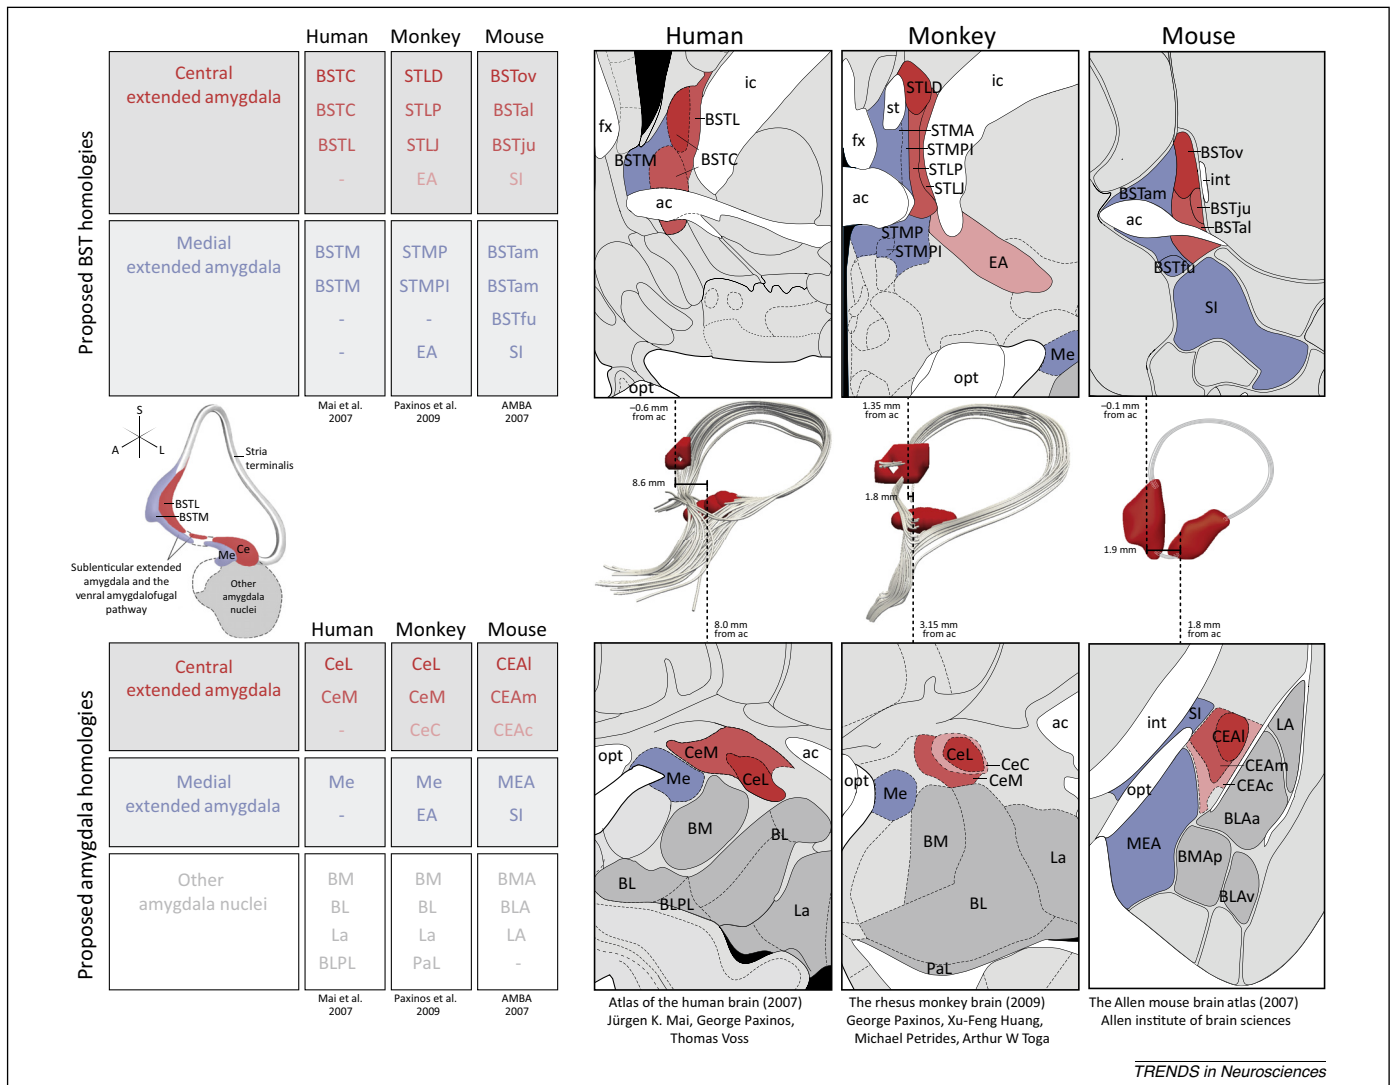 Human Monkey Mouse
Proposed BST homologies
Central
extended amygdala
BSTC STLD BSTov
BSTC STLP BSTal
BSTL STLJ BSTju
- EA SI
Medial
extended amygdala
BSTM STMP BSTam
BSTM STMPI BSTam
- - BSTfu
- EA SI
Mai et al.
2007
Paxinos et al.
2009
AMBA
2007
Human
fx
ic
BSTL
BSTC
BSTM
ac
opt
Monkey
STLD
ic
st
fx
STMA
STMPI
STLP
STLJ
ac
STMP
STMPI
EA
Me
opt
Mouse
BSTov
int
BSTam
BSTju
ac
BSTal
BSTfu
SI
S
A L
Stria
terminalis
BSTL
BSTM
Me Ce
Sublenticular extended
amygdala and the
venral amygdalofugal
pathway
Other
amygdala
nuclei
–0.6 mm
from ac
8.6 mm
8.0 mm
from ac
1.35 mm
from ac
1.8 mm
3.15 mm
from ac
–0.1 mm
from ac
1.9 mm
1.8 mm
from ac
Human Monkey Mouse
Proposed amygdala homologies
Central
extended amygdala
CeL CeL CEAl
CeM CeM CEAm
- CeC CEAc
Medial
extended amygdala
Me Me MEA
- EA SI
Other
amygdala nuclei
BM BM BMA
BL BL BLA
La La LA
BLPL PaL -
Mai et al.
2007
Paxinos et al.
2009
AMBA
2007
opt
CeM
ac
Me
CeL
BM
BL
BL
BLPL
La
ac
CeL
CeC
opt
CeM
Me
BM
La
BL
PaL
int
SI
LA
CEAl
CEAm
opt
CEAc
BLAa
MEA
BMAp
BLAv
Atlas of the human brain (2007)
Jürgen K. Mai, George Paxinos,
Thomas Voss
The rhesus monkey brain (2009)
George Paxinos, Xu-Feng Huang,
Michael Petrides, Arthur W Toga
The Allen mouse brain atlas (2007)
Allen institute of brain sciences
TRENDS in Neurosciences